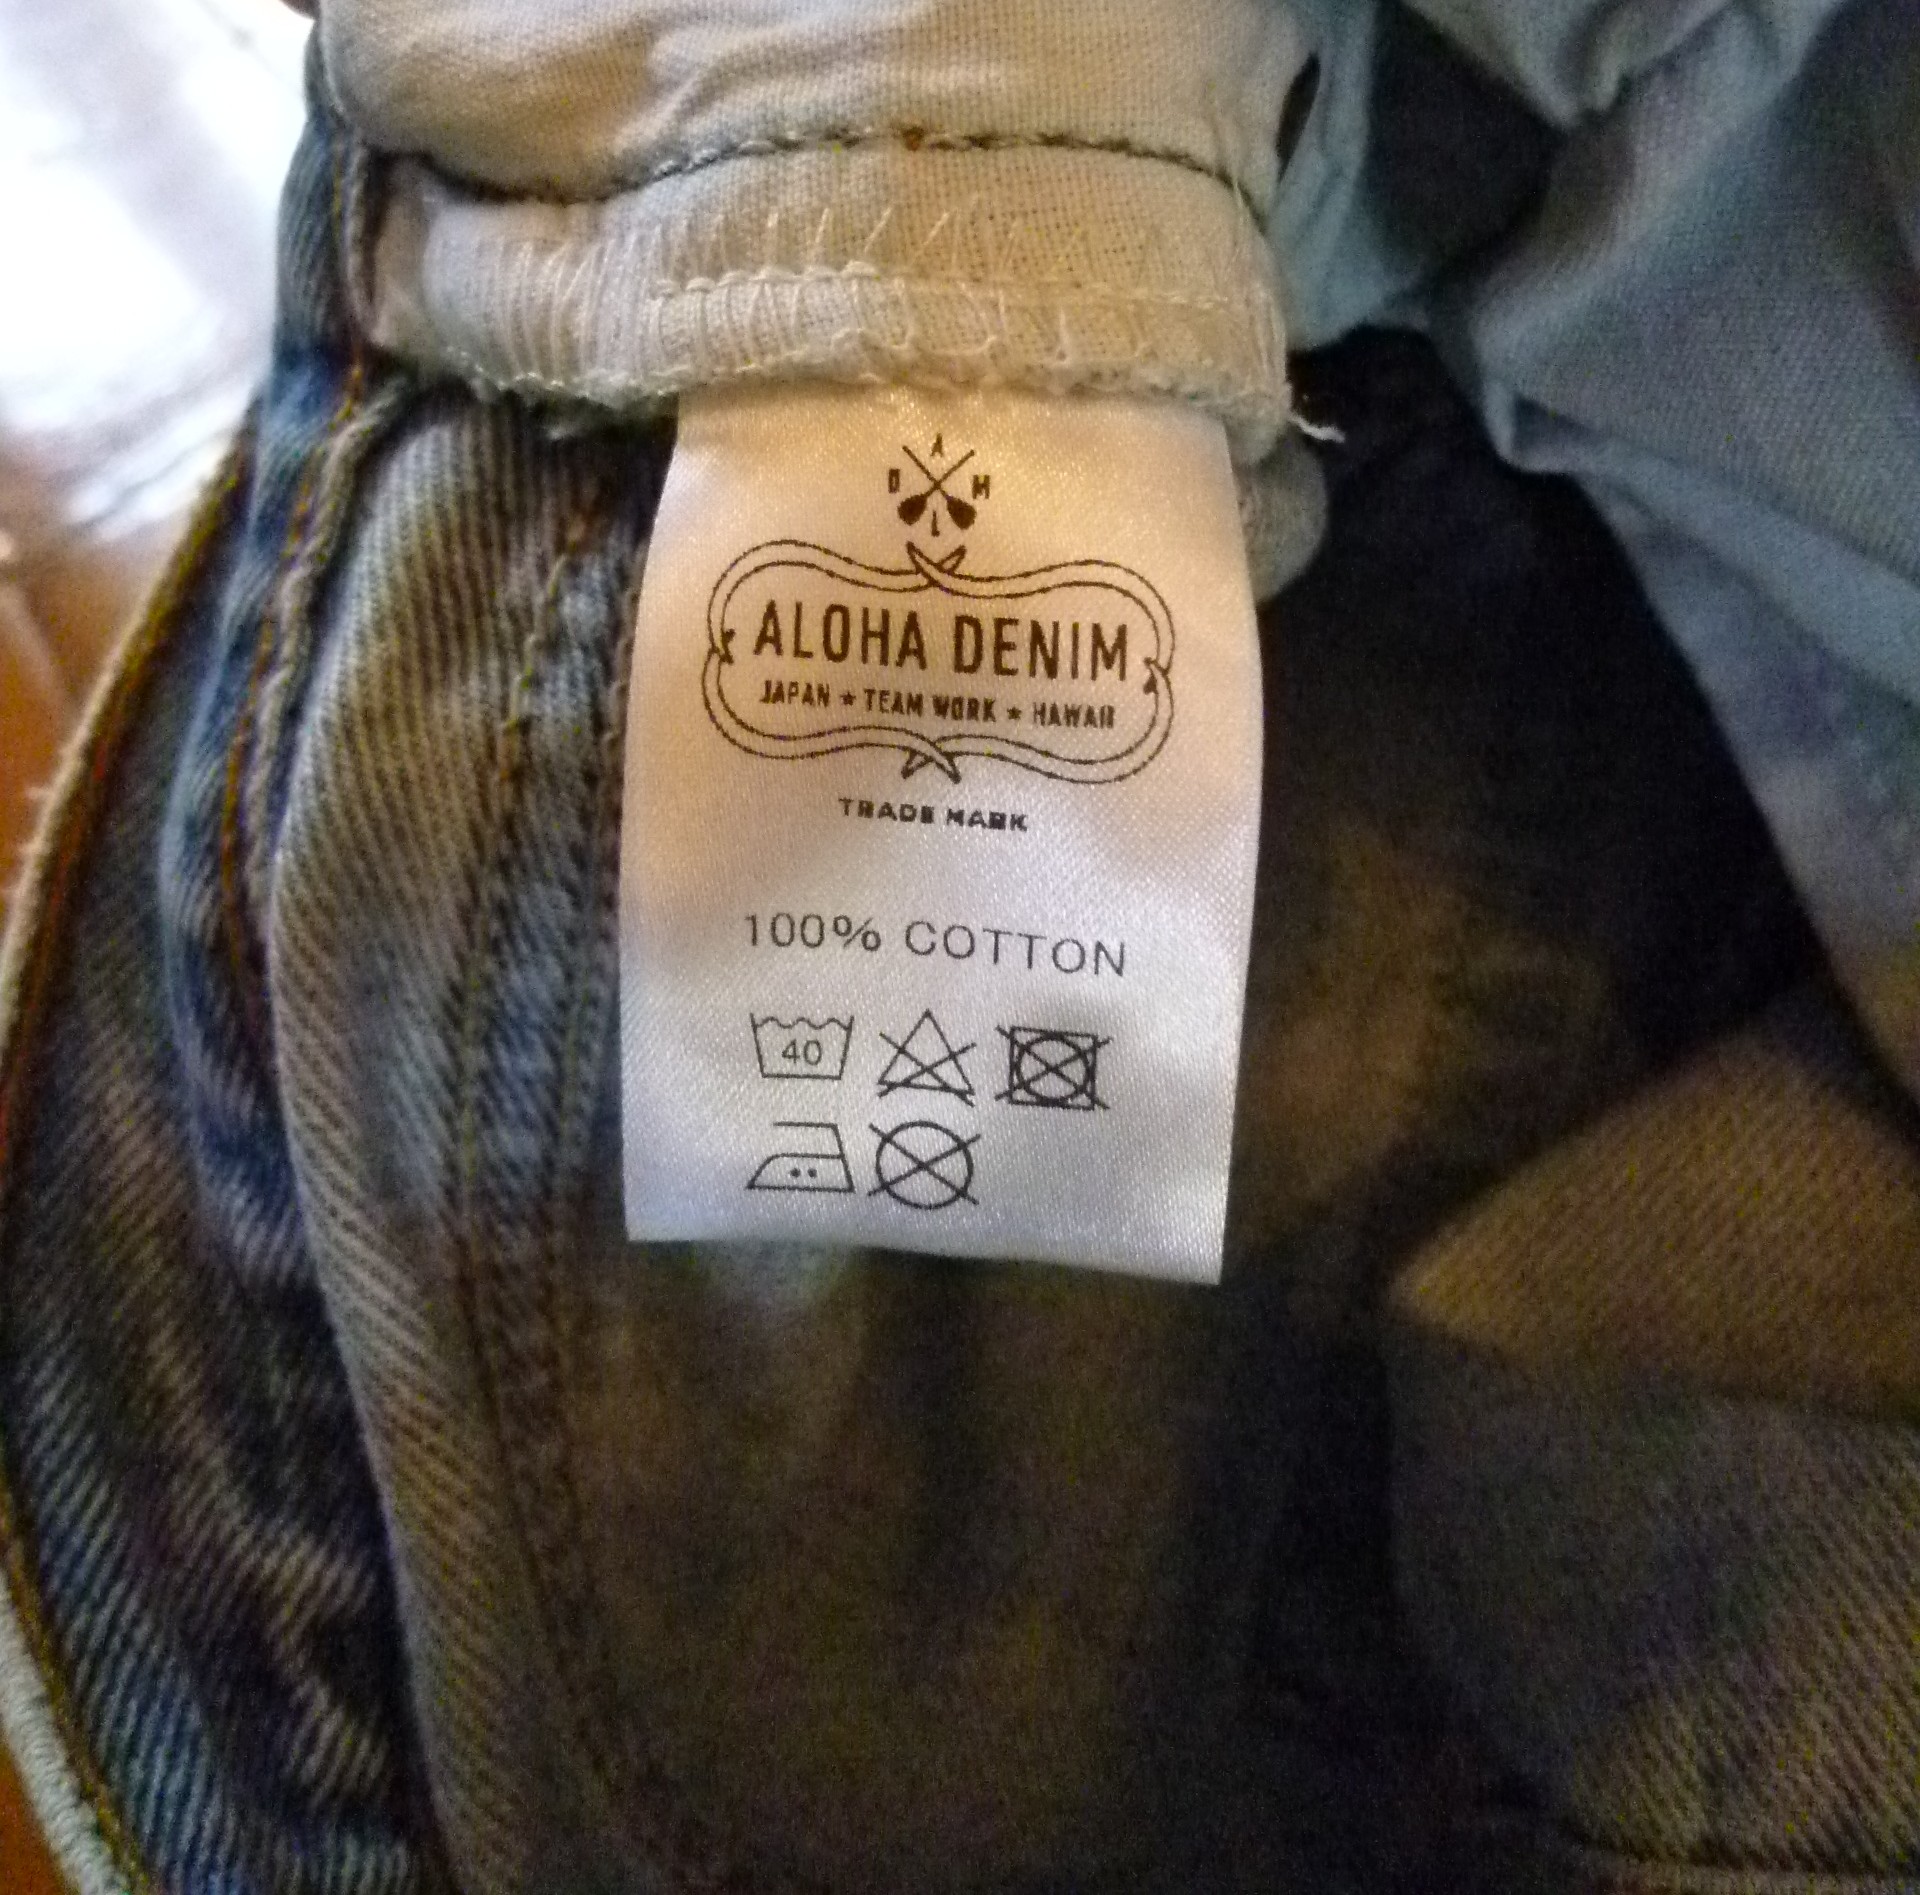 A
D M
L
ALOHA DENIM
JAPAN ★ TEAM WORK ★ HAWAII
TRADE MARK
100% COTTON
40